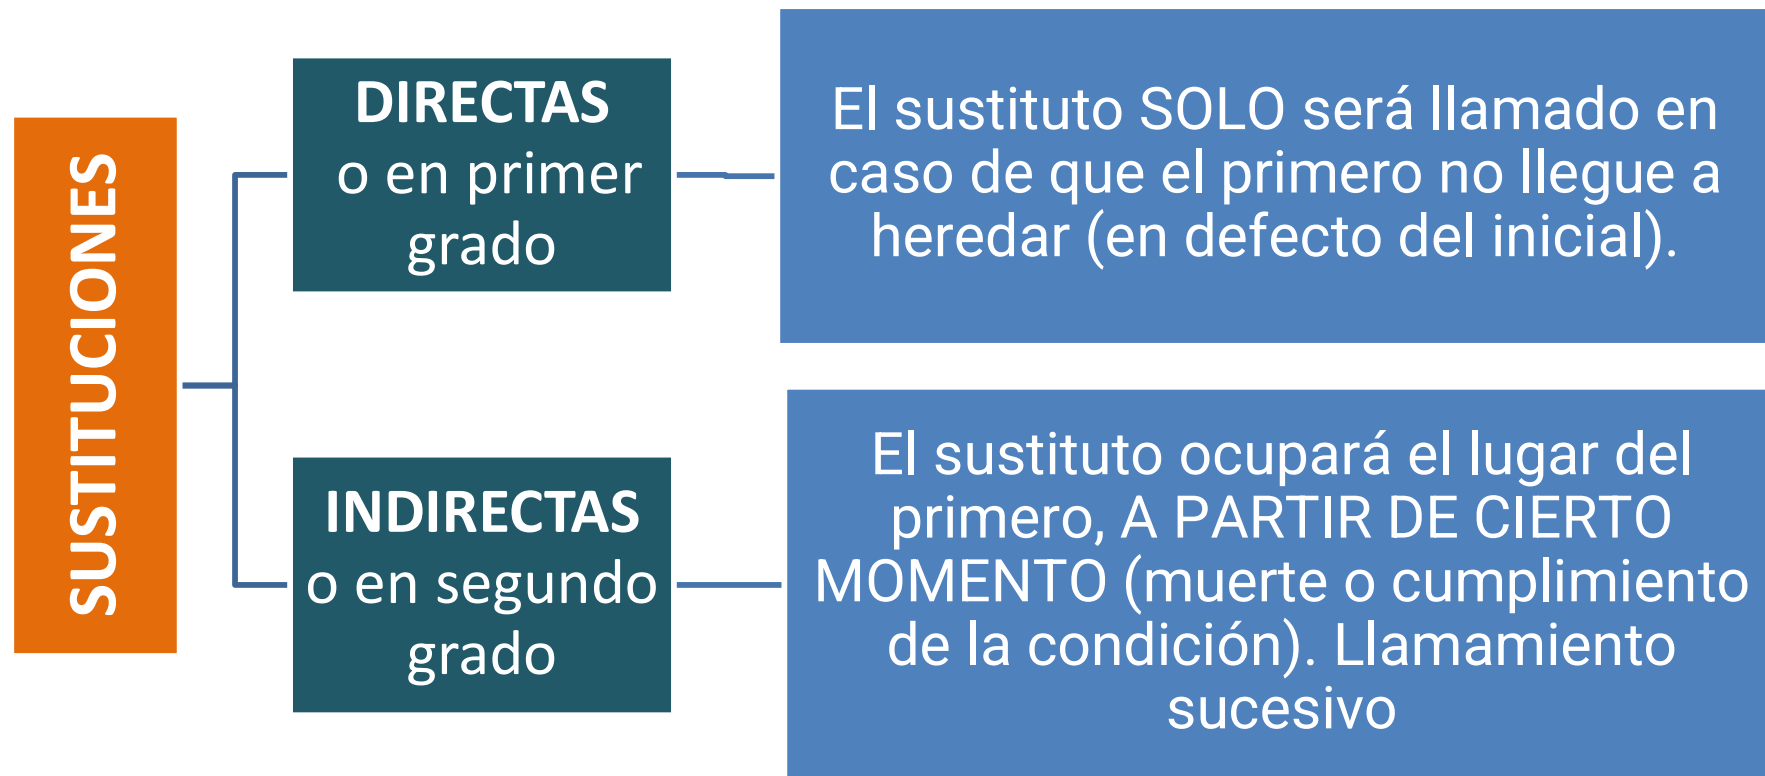 SUSTITUCIONES
DIRECTAS
o en primer
grado
El sustituto SOLO será llamado en
caso de que el primero no llegue a
heredar (en defecto del inicial).
INDIRECTAS
o en segundo
grado
El sustituto ocupará el lugar del
primero, A PARTIR DE CIERTO
MOMENTO (muerte o cumplimiento
de la condición). Llamamiento
sucesivo